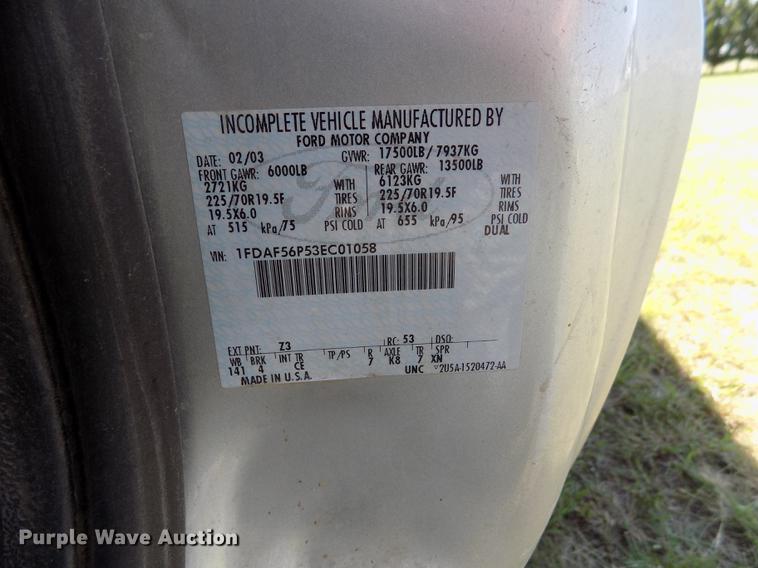 INCOMPLETE VEHICLE MANUFACTURED BY
FORD MOTOR COMPANY
DATE: 02/03 GVWR: 17500LB/7937KG
FRONT GAWR: 6000LB REAR GAWR: 13500LB
2721KG WITH 6123KG WITH
225/70R19.5F TIRES 225/70R19.5F TIRES
19.5X6.0 RIMS 19.5X6.0 RIMS
AT 515 kPa/75 PSI COLD AT 655 kPa/95 PSI COLD
DUAL
VIN: 1FDAF56P53EC01058
EXT PNT: Z3 RC: 53 DSO:
WB BRK INT TR TP/PS R AXLE TR SPR
141 4 CE 7 K8 7 XN
MADE IN U.S.A. UNC 2U5A-1520472-AA
Purple Wave Auction